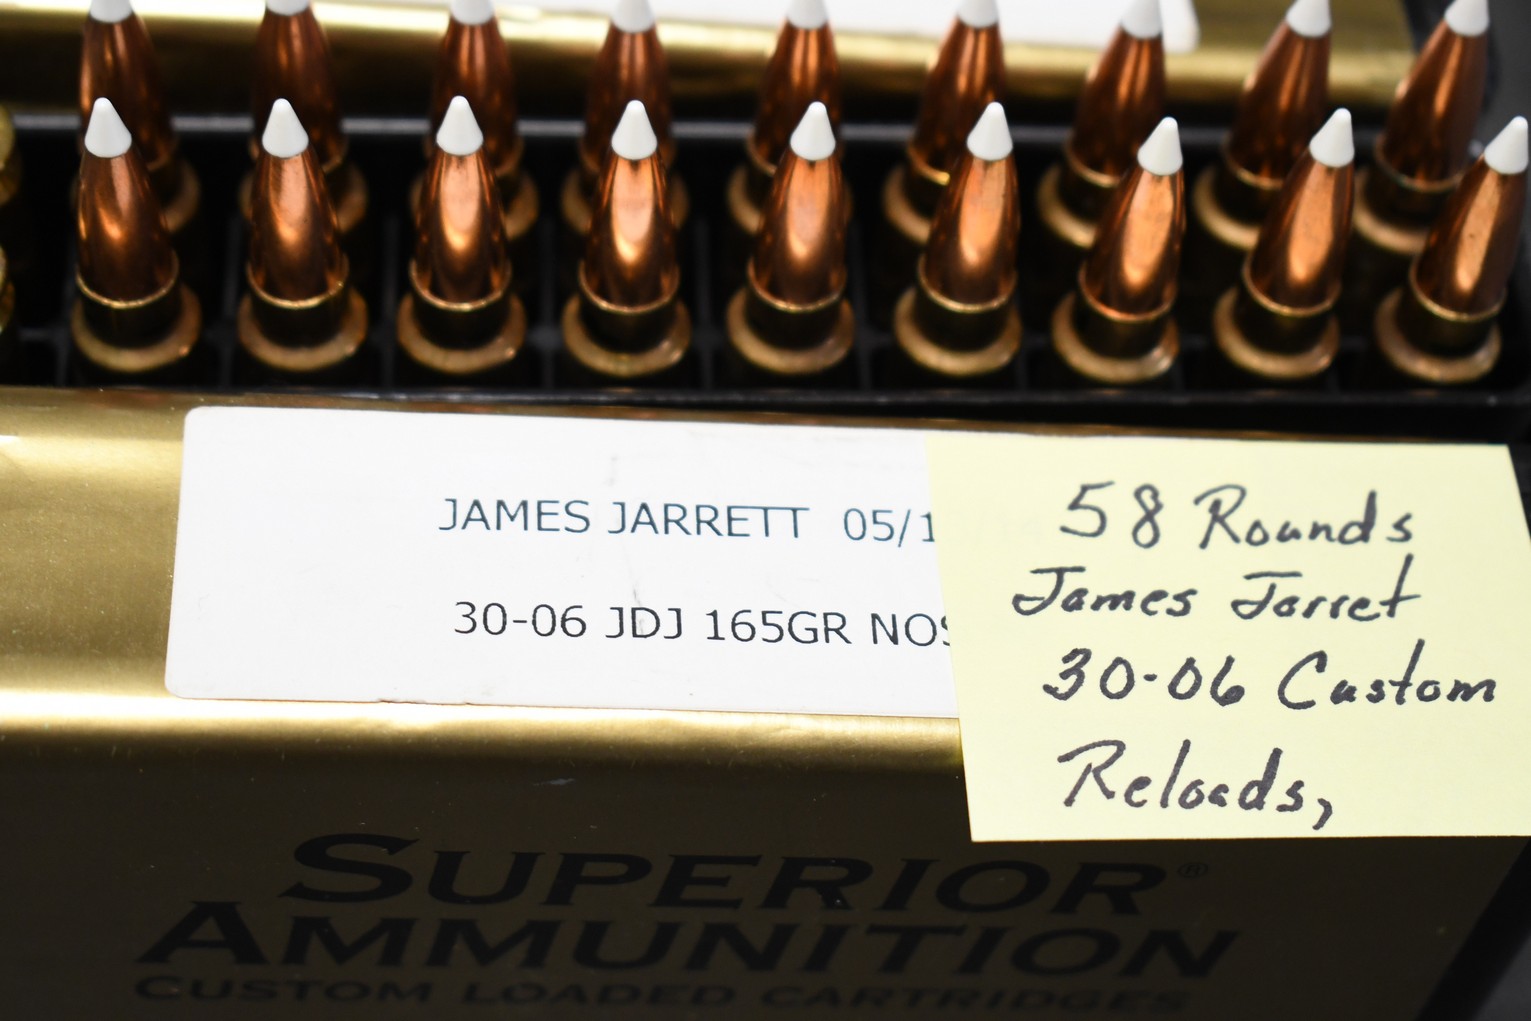 JAMES JARRETT 05/1
30-06 JDJ 165GR NOS
58 Rounds
James Jarret
30-06 Custom
Reloads,
SUPERIOR®
AMMUNITION
CUSTOM LOADED CARTRIDGES